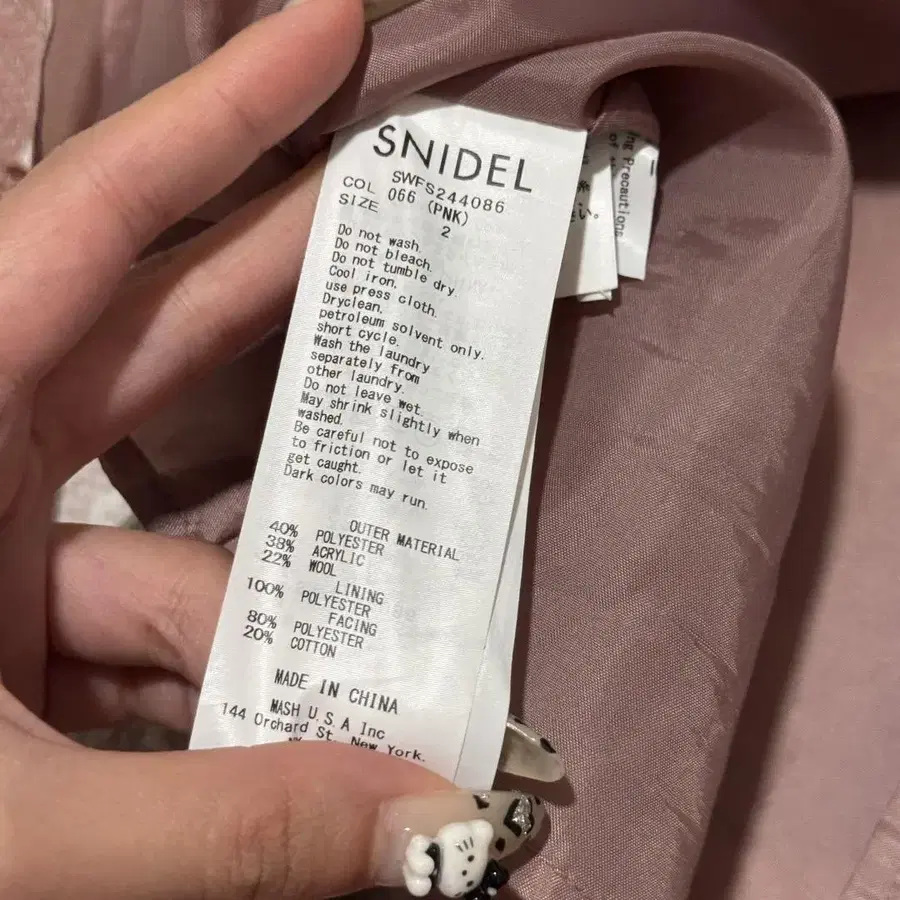 SNIDEL
SWFS244086
COL 066 (PNK)
SIZE 2
Do not wash.
Do not bleach.
Do not tumble dry.
Cool iron,
use press cloth.
Dryclean,
petroleum solvent only.
short cycle.
Wash the laundry
separately from
other laundry.
Do not leave wet.
May shrink slightly when
washed.
Be careful not to expose
to friction or let it
get caught.
Dark colors may run.
OUTER MATERIAL
40% POLYESTER
38% ACRYLIC
22% WOOL
LINING
100% POLYESTER
FACING
80% POLYESTER
20% COTTON
MADE IN CHINA
MASH U.S.A Inc
144 Orchard St. New York.
ing Precautions
of